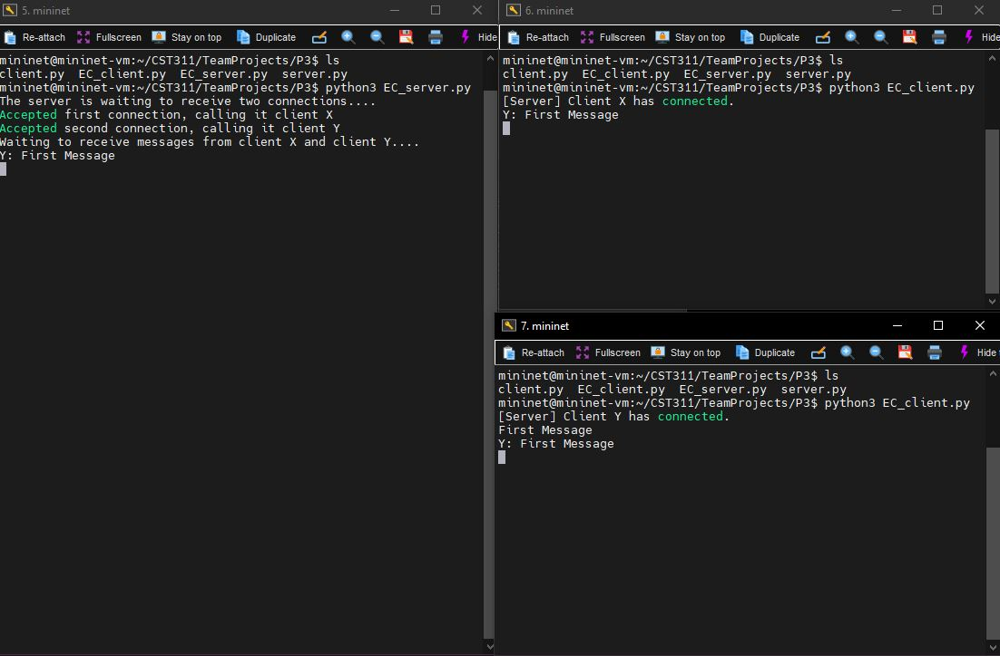 5. mininet
Re-attach Fullscreen Stay on top Duplicate Hide
mininet@mininet-vm:~/CST311/TeamProjects/P3$ ls
client.py  EC_client.py  EC_server.py  server.py
mininet@mininet-vm:~/CST311/TeamProjects/P3$ python3 EC_server.py
The server is waiting to receive two connections....
Accepted first connection, calling it client X
Accepted second connection, calling it client Y
Waiting to receive messages from client X and client Y....
Y: First Message
6. mininet
Re-attach Fullscreen Stay on top Duplicate Hide
mininet@mininet-vm:~/CST311/TeamProjects/P3$ ls
client.py  EC_client.py  EC_server.py  server.py
mininet@mininet-vm:~/CST311/TeamProjects/P3$ python3 EC_client.py
[Server] Client X has connected.
Y: First Message
7. mininet
Re-attach Fullscreen Stay on top Duplicate Hide
mininet@mininet-vm:~/CST311/TeamProjects/P3$ ls
client.py  EC_client.py  EC_server.py  server.py
mininet@mininet-vm:~/CST311/TeamProjects/P3$ python3 EC_client.py
[Server] Client Y has connected.
First Message
Y: First Message